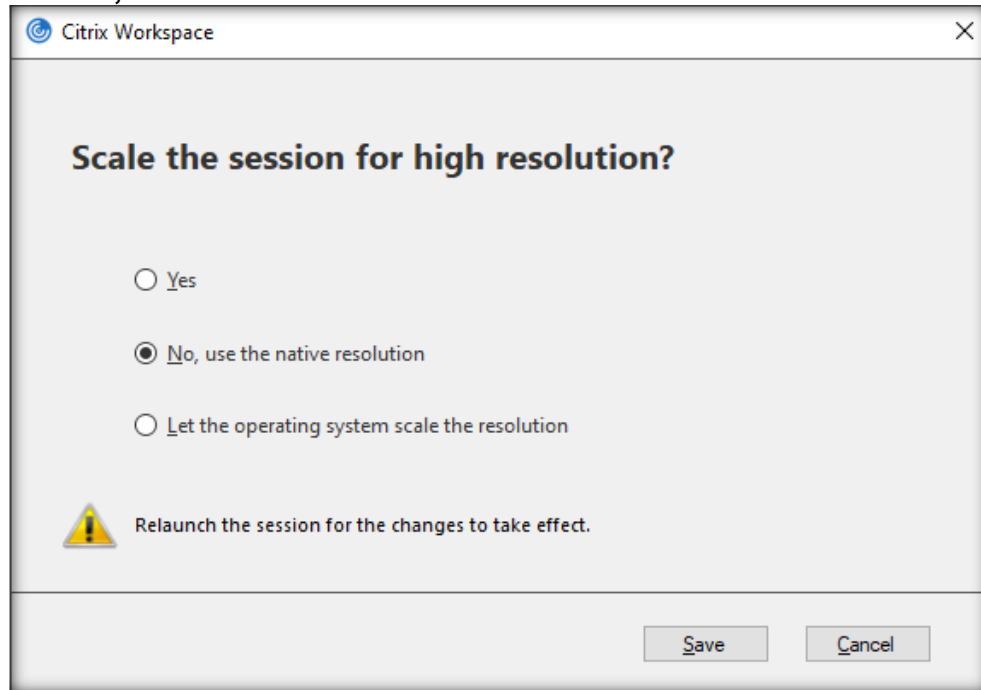 Citrix Workspace
Scale the session for high resolution?
Yes
No, use the native resolution
Let the operating system scale the resolution
Relaunch the session for the changes to take effect.
Save
Cancel